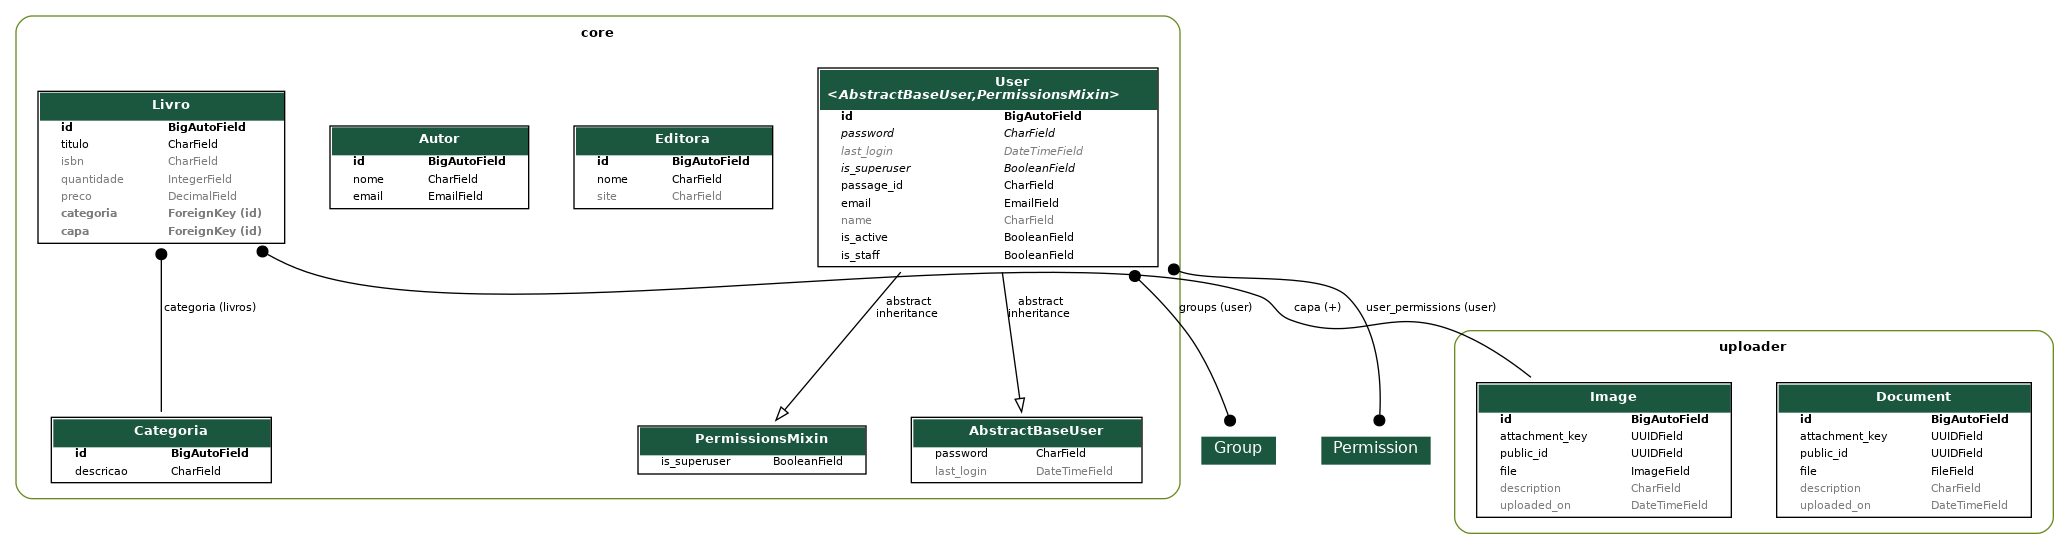 core
Livro
id BigAutoField
titulo CharField
isbn CharField
quantidade IntegerField
preco DecimalField
categoria ForeignKey (id)
capa ForeignKey (id)
Autor
id BigAutoField
nome CharField
email EmailField
Editora
id BigAutoField
nome CharField
site CharField
User
<AbstractBaseUser,PermissionsMixin>
id BigAutoField
password CharField
last_login DateTimeField
is_superuser BooleanField
passage_id CharField
email EmailField
name CharField
is_active BooleanField
is_staff BooleanField
categoria (livros)
abstract
inheritance
abstract
inheritance
groups (user)
capa (+)
user_permissions (user)
Categoria
id BigAutoField
descricao CharField
PermissionsMixin
is_superuser BooleanField
AbstractBaseUser
password CharField
last_login DateTimeField
Group
Permission
uploader
Image
id BigAutoField
attachment_key UUIDField
public_id UUIDField
file ImageField
description CharField
uploaded_on DateTimeField
Document
id BigAutoField
attachment_key UUIDField
public_id UUIDField
file FileField
description CharField
uploaded_on DateTimeField